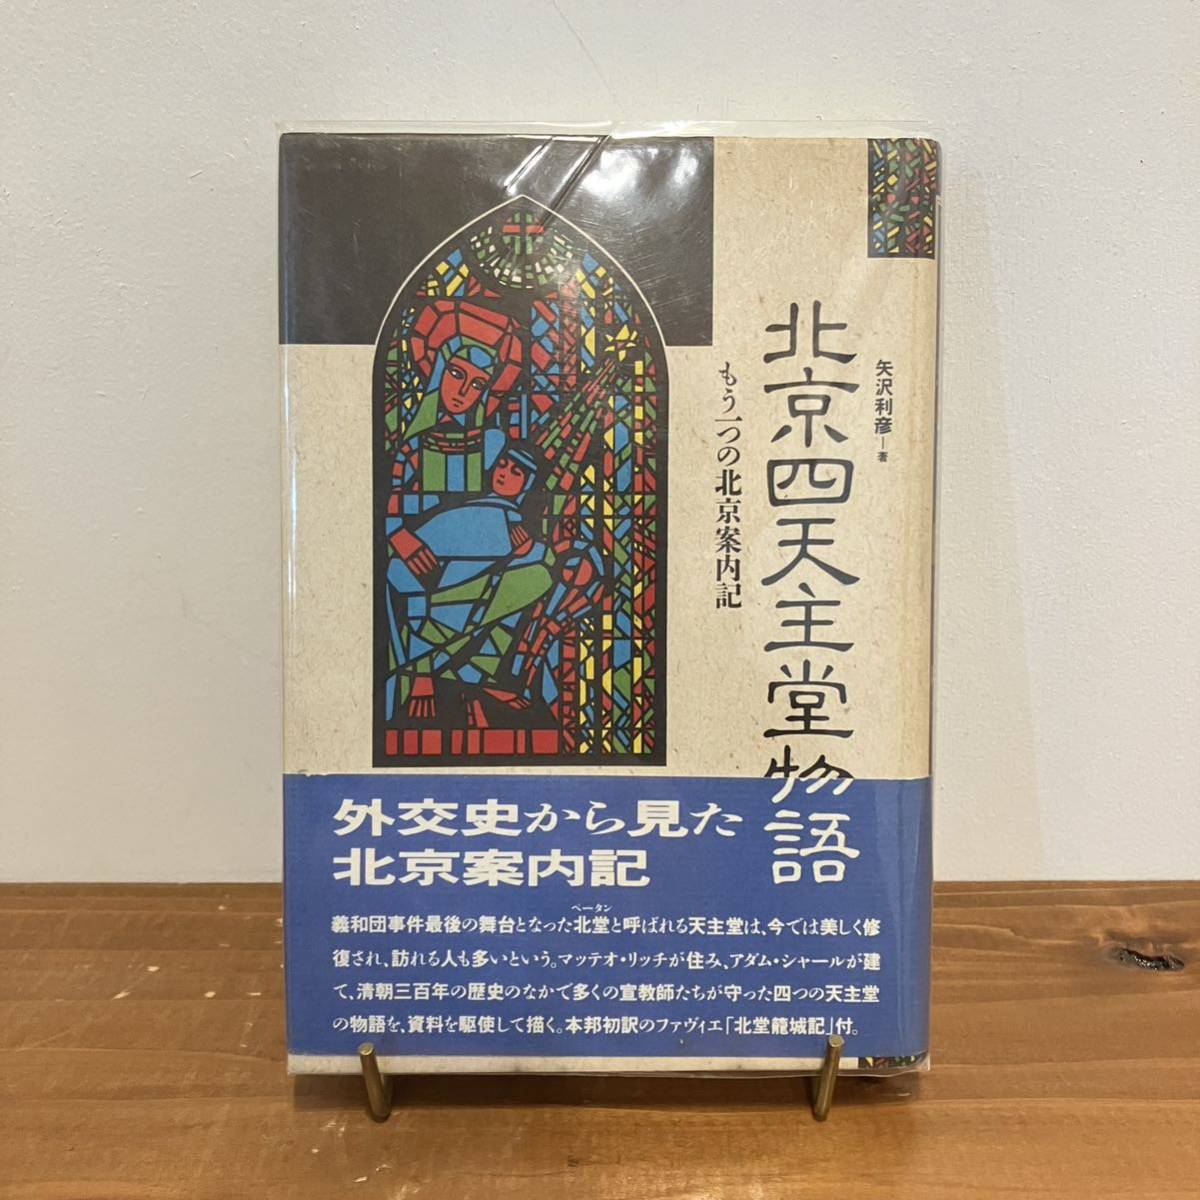 矢沢利彦─著
北京四天主堂物語
もう一つの北京案内記
外交史から見た
北京案内記
ペータン
義和団事件最後の舞台となった北堂と呼ばれる天主堂は、今では美しく修
復され、訪れる人も多いという。マッテオ・リッチが住み、アダム・シャールが建
て、清朝三百年の歴史のなかで多くの宣教師たちが守った四つの天主堂
の物語を、資料を駆使して描く。本邦初訳のファヴィエ「北堂籠城記」付。